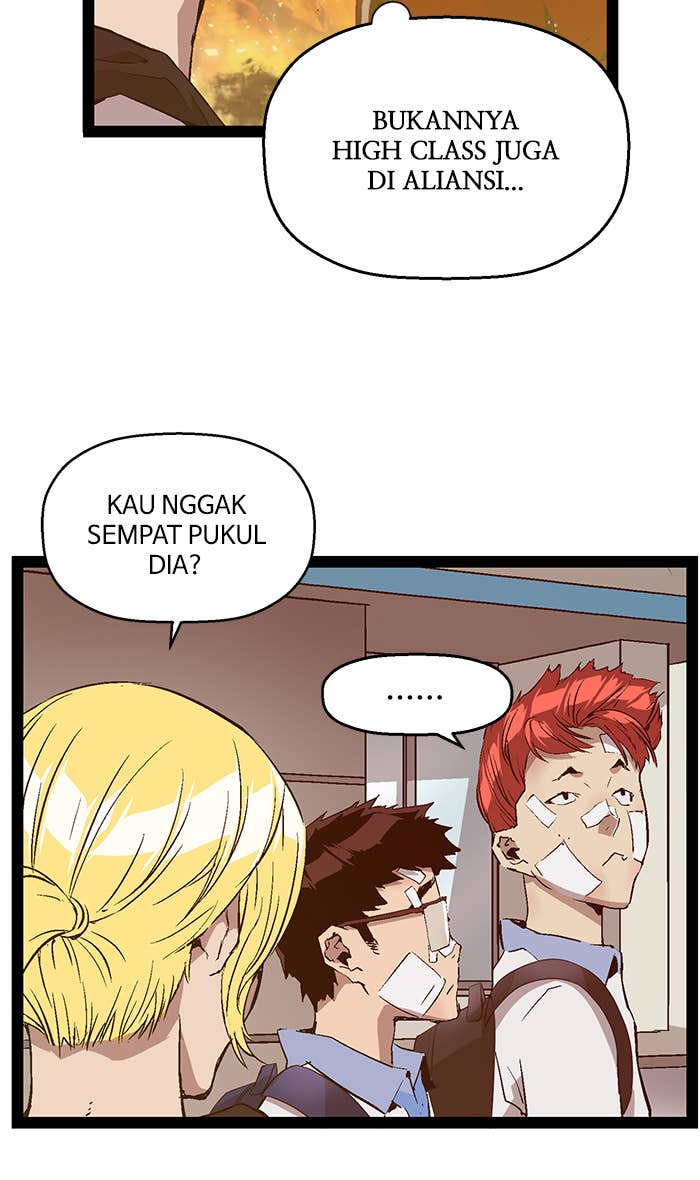 BUKANNYA
HIGH CLASS JUGA
DI ALIANSI...
KAU NGGAK
SEMPAT PUKUL
DIA?
......